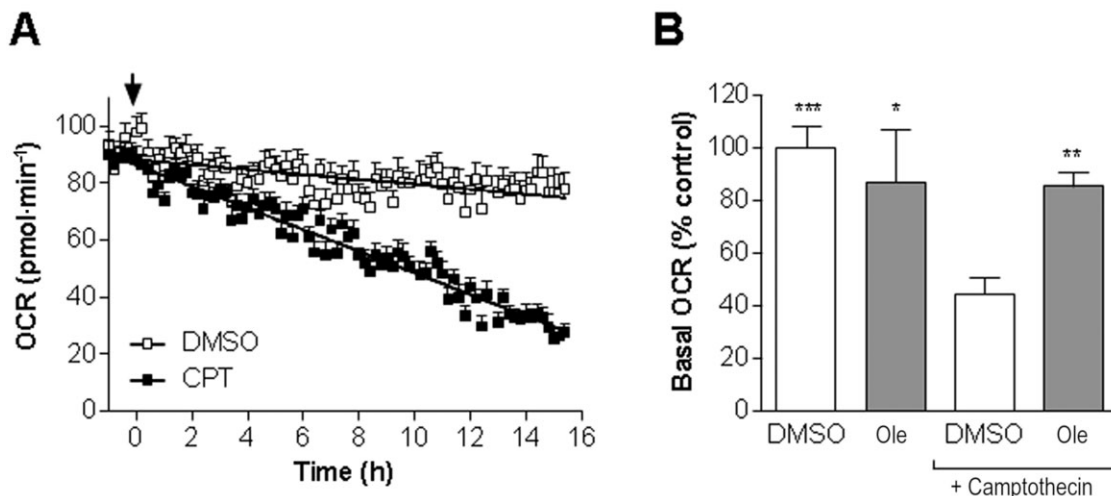 A
OCR (pmol·min⁻¹)
100
80
60
40
20
0
DMSO
CPT
0 2 4 6 8 10 12 14 16
Time (h)
B
Basal OCR (% control)
120
100
80
60
40
20
0
*** * **
DMSO Ole DMSO Ole
+ Camptothecin